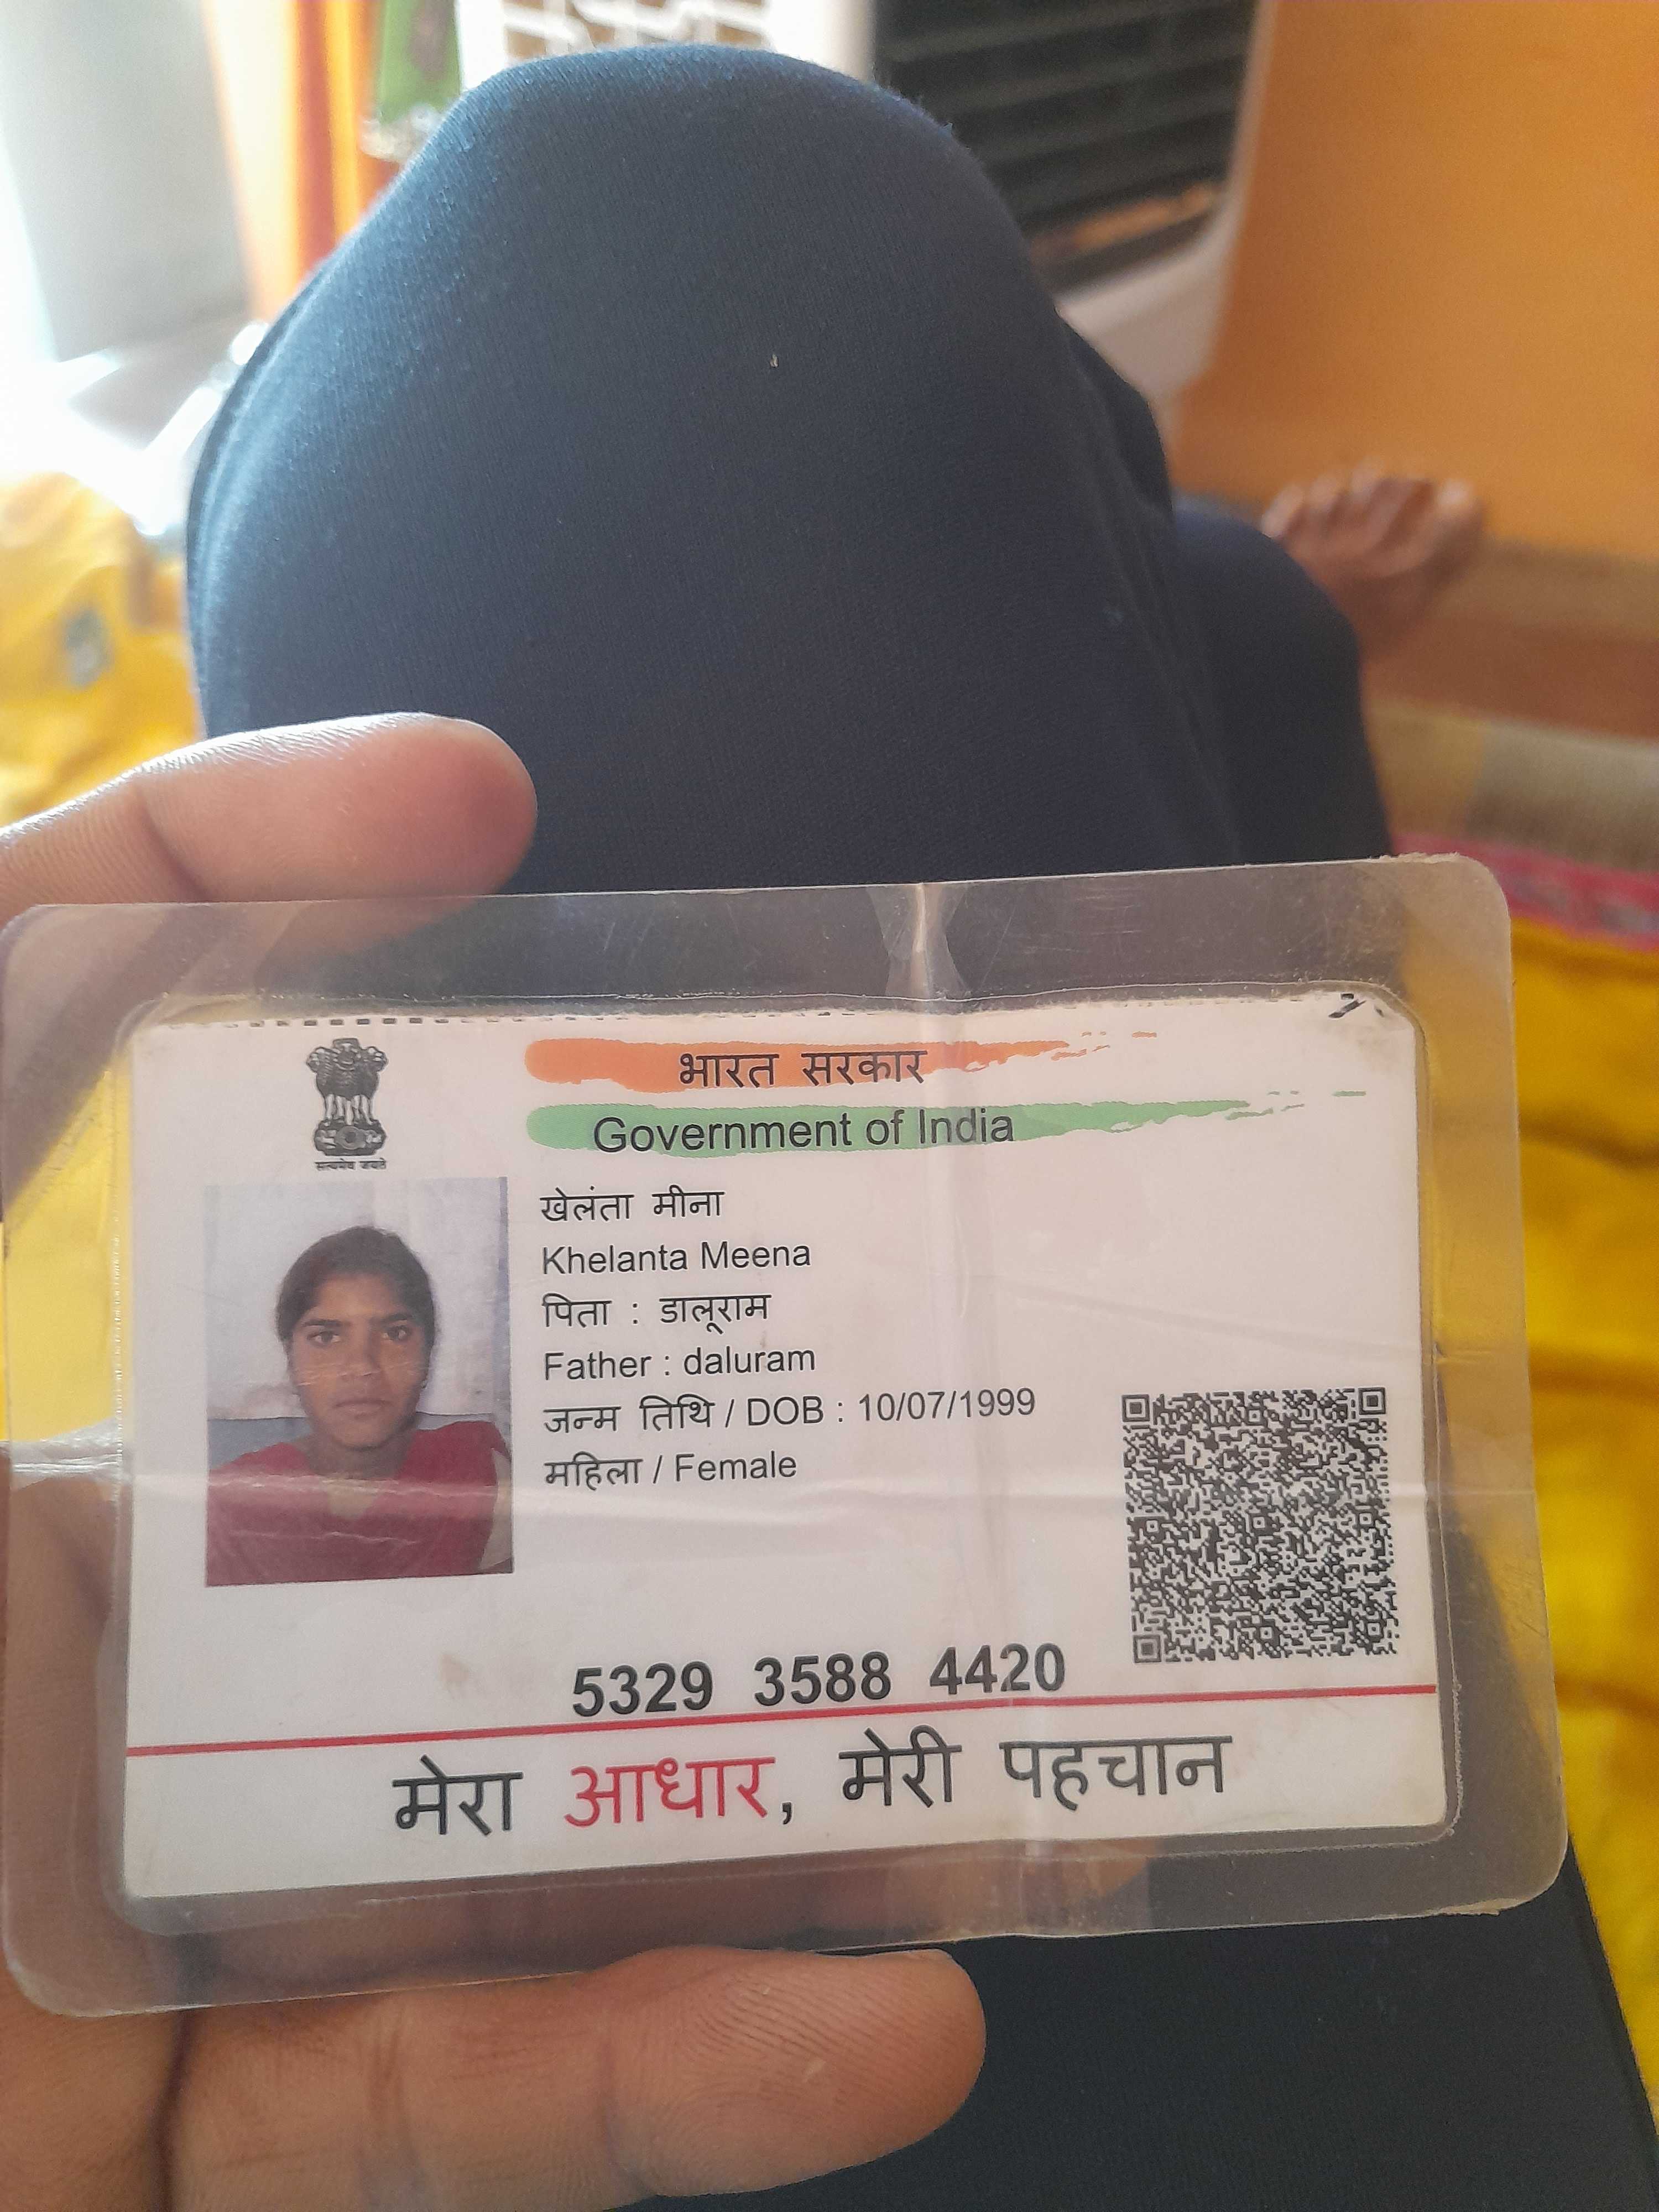 सत्यमेव जयते
भारत सरकार
Government of India
खेलंता मीना
Khelanta Meena
पिता : डालूराम
Father : daluram
जन्म तिथि / DOB : 10/07/1999
महिला / Female
5329 3588 4420
मेरा आधार, मेरी पहचान